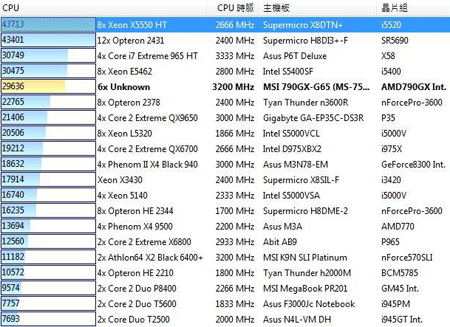 CPU CPU 時脈 主機板 晶片組
43713 8x Xeon X5550 HT 2666 MHz Supermicro X8DTN+ i5520
43401 12x Opteron 2431 2400 MHz Supermicro H8DI3+-F SR5690
30749 4x Core i7 Extreme 965 HT 3333 MHz Asus P6T Deluxe X58
30475 8x Xeon E5462 2800 MHz Intel S5400SF i5400
29636 6x Unknown 3200 MHz MSI 790GX-G65 (MS-75... AMD790GX Int.
22765 8x Opteron 2378 2400 MHz Tyan Thunder n3600R nForcePro-3600
21406 4x Core 2 Extreme QX9650 3000 MHz Gigabyte GA-EP35C-DS3R P35
20506 8x Xeon L5320 1866 MHz Intel S5000VCL i5000V
19212 4x Core 2 Extreme QX6700 2666 MHz Intel D975XBX2 i975X
18632 4x Phenom II X4 Black 940 3000 MHz Asus M3N78-EM GeForce8300 Int.
17914 Xeon X3430 2400 MHz Supermicro X8SIL-F i3420
16740 4x Xeon 5140 2333 MHz Intel S5000VSA i5000V
16235 8x Opteron HE 2344 1700 MHz Supermicro H8DME-2 nForcePro-3600
13694 4x Phenom X4 9500 2200 MHz Asus M3A AMD770
12560 2x Core 2 Extreme X6800 2933 MHz Abit AB9 P965
11182 2x Athlon64 X2 Black 6400+ 3200 MHz MSI K9N SLI Platinum nForce570SLI
10572 4x Opteron HE 2210 1800 MHz Tyan Thunder h2000M BCM5785
9574 2x Core 2 Duo P8400 2266 MHz MSI MegaBook PR201 GM45 Int.
7757 2x Core 2 Duo T5600 1833 MHz Asus F3000Jc Notebook i945PM
7693 2x Core Duo T2500 2000 MHz Asus N4L-VM DH i945GT Int.